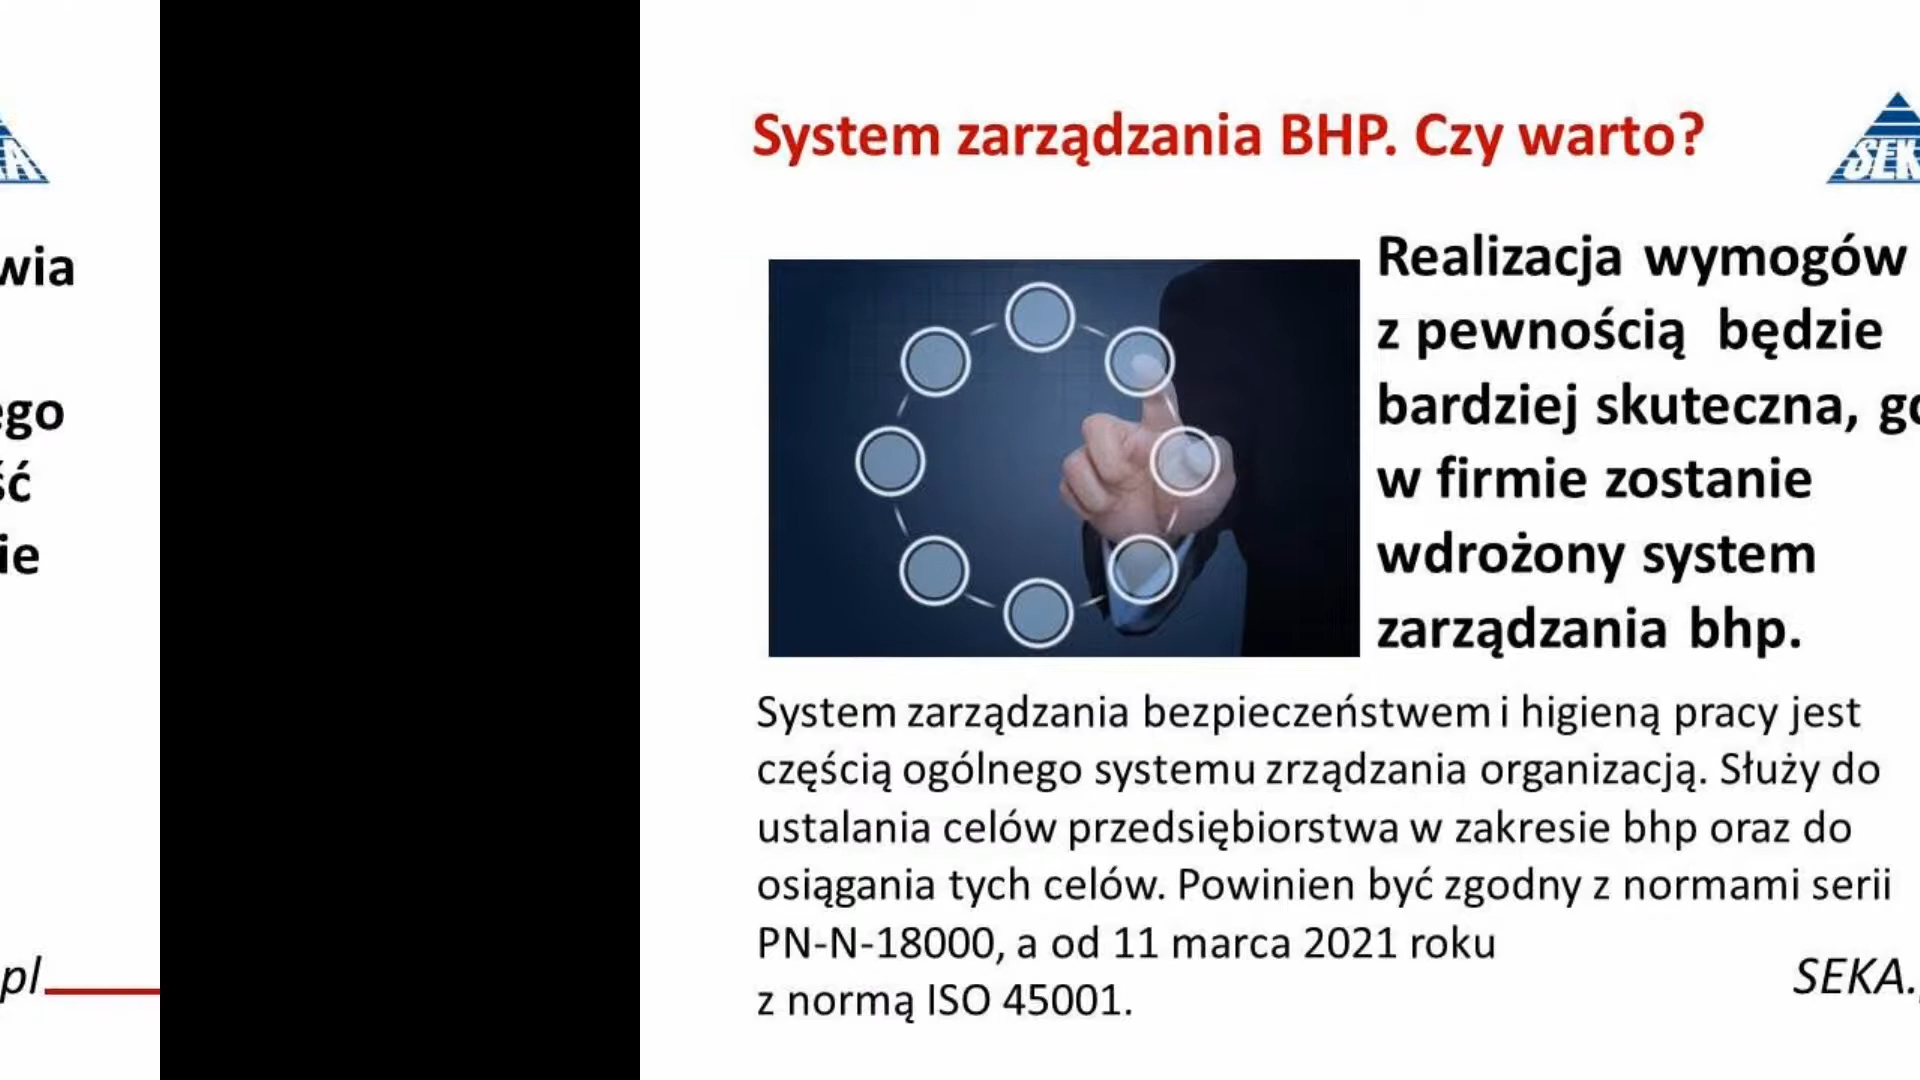 wia
ego
ść
ie
pl
System zarządzania BHP. Czy warto?
SEK
Realizacja wymogów
z pewnością będzie
bardziej skuteczna,
w firmie zostanie
wdrożony system
zarządzania bhp.
System zarządzania bezpieczeństwem i higieną pracy jest
częścią ogólnego systemu zrządzania organizacją. Służy do
ustalania celów przedsiębiorstwa w zakresie bhp oraz do
osiągania tych celów. Powinien być zgodny z normami serii
PN-N-18000, a od 11 marca 2021 roku
z normą ISO 45001.
SEKA.